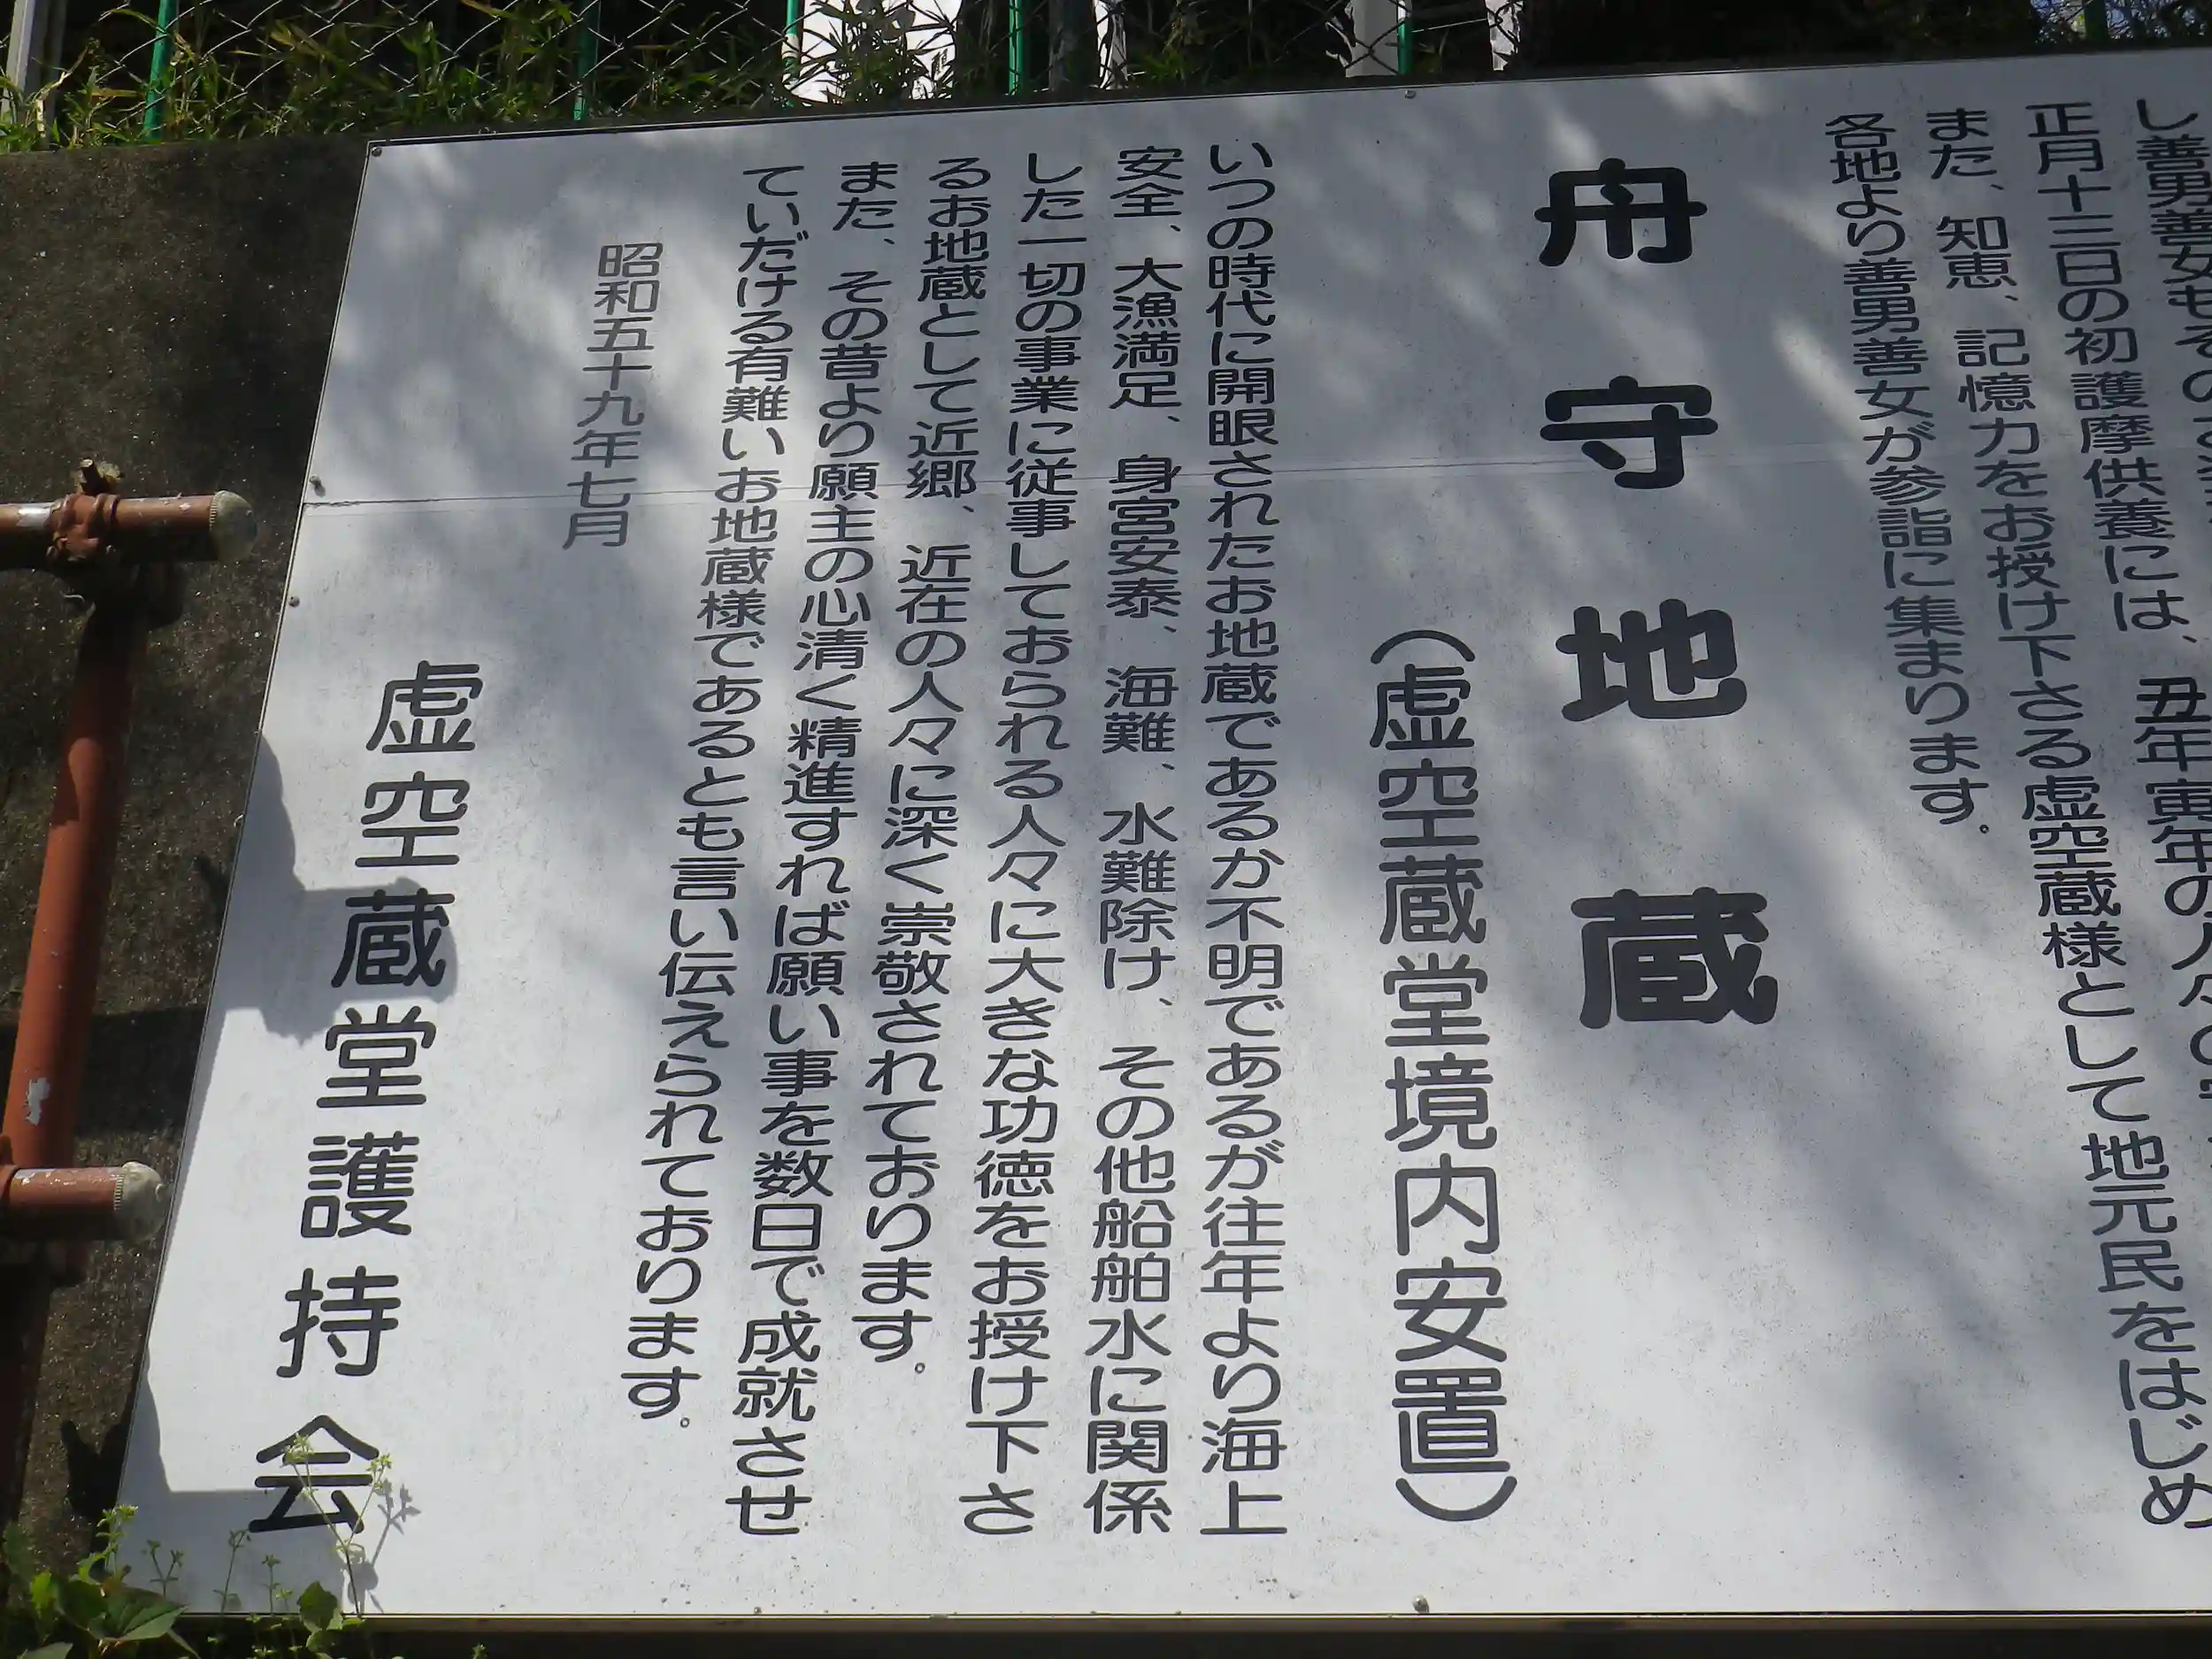 し善男善女もその
正月十三日の初護摩供養には、丑年寅年の人々
また、知恵、記憶力をお授け下さる虚空蔵様として地元民をはじめ
各地より善男善女が参詣に集まります。
舟守地蔵
(虚空蔵堂境内安置)
いつの時代に開眼されたお地蔵であるか不明であるが往年より海上
安全、大漁満足、身宮安泰、海難、水難除け、その他船舶水に関係
した一切の事業に従事しておられる人々に大きな功徳をお授け下さ
るお地蔵として近郷、近在の人々に深く崇敬されております。
また、その昔より願主の心清く精進すれば願い事を数日で成就させ
ていだける有難いお地蔵様であるとも言い伝えられております。
昭和五十九年七月
虚空蔵堂護持会